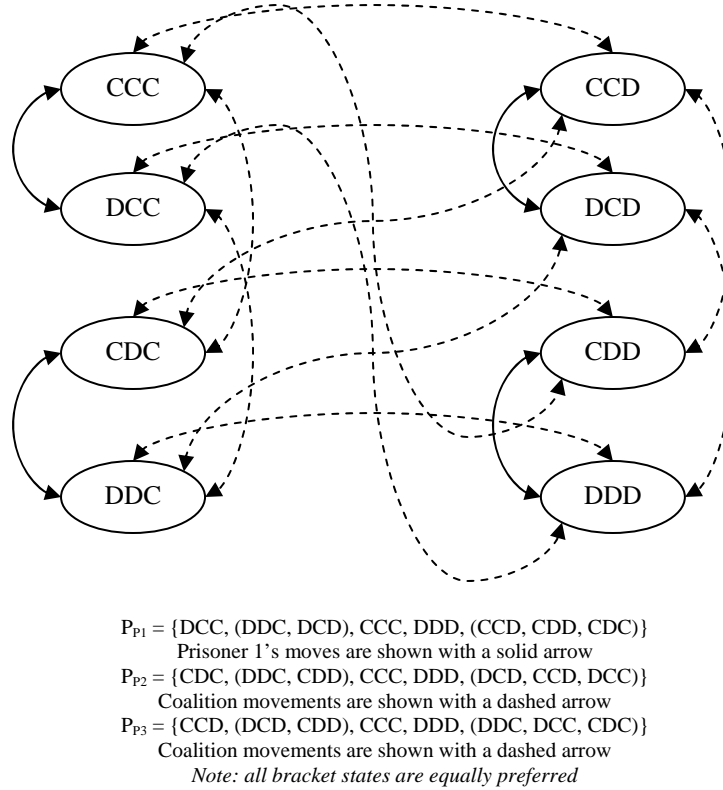 CCC CCD
DCC DCD
CDC CDD
DDC DDD
P_P1 = {DCC, (DDC, DCD), CCC, DDD, (CCD, CDD, CDC)}
Prisoner 1's moves are shown with a solid arrow
P_P2 = {CDC, (DDC, CDD), CCC, DDD, (DCD, CCD, DCC)}
Coalition movements are shown with a dashed arrow
P_P3 = {CCD, (DCD, CDD), CCC, DDD, (DDC, DCC, CDC)}
Coalition movements are shown with a dashed arrow
Note: all bracket states are equally preferred